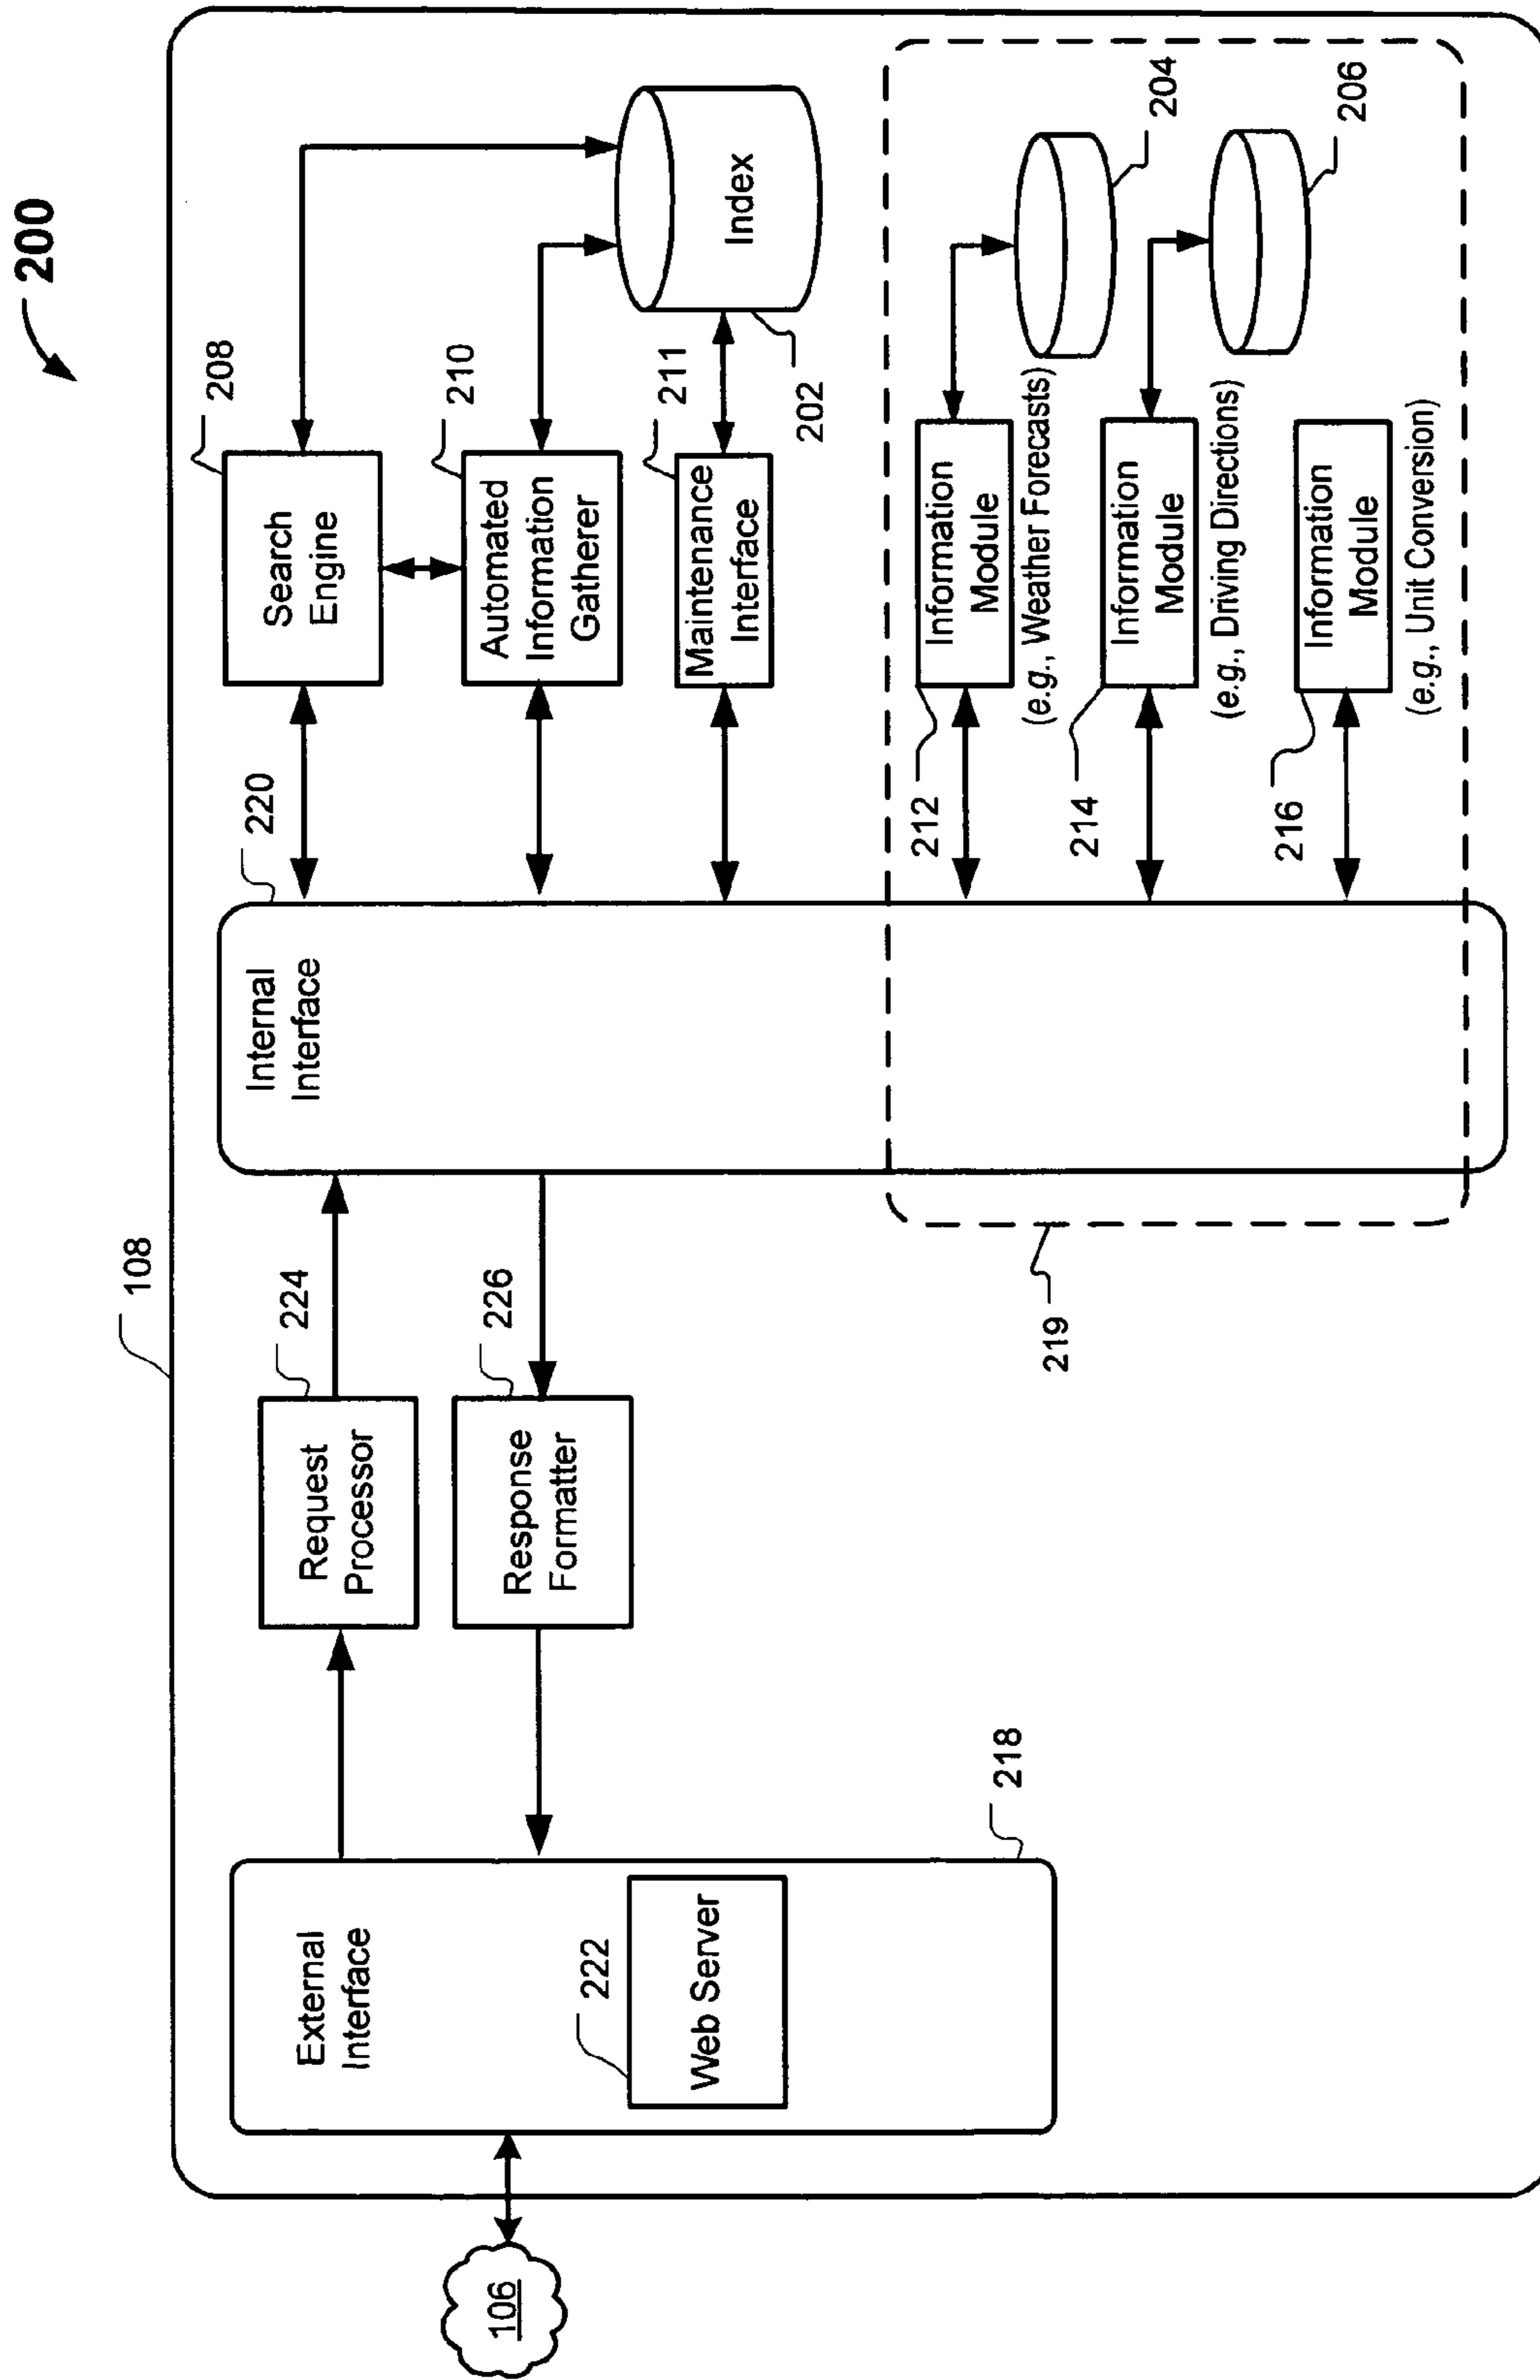 200
108
106
External
Interface
222
Web Server
218
Request
Processor
224
Response
Formatter
226
Internal
Interface
220
219
Search
Engine
208
Automated
Information
Gatherer
210
Maintenance
Interface
211
Index
202
Information
Module
212
(e.g., Weather Forecasts)
204
Information
Module
214
(e.g., Driving Directions)
206
Information
Module
216
(e.g., Unit Conversion)